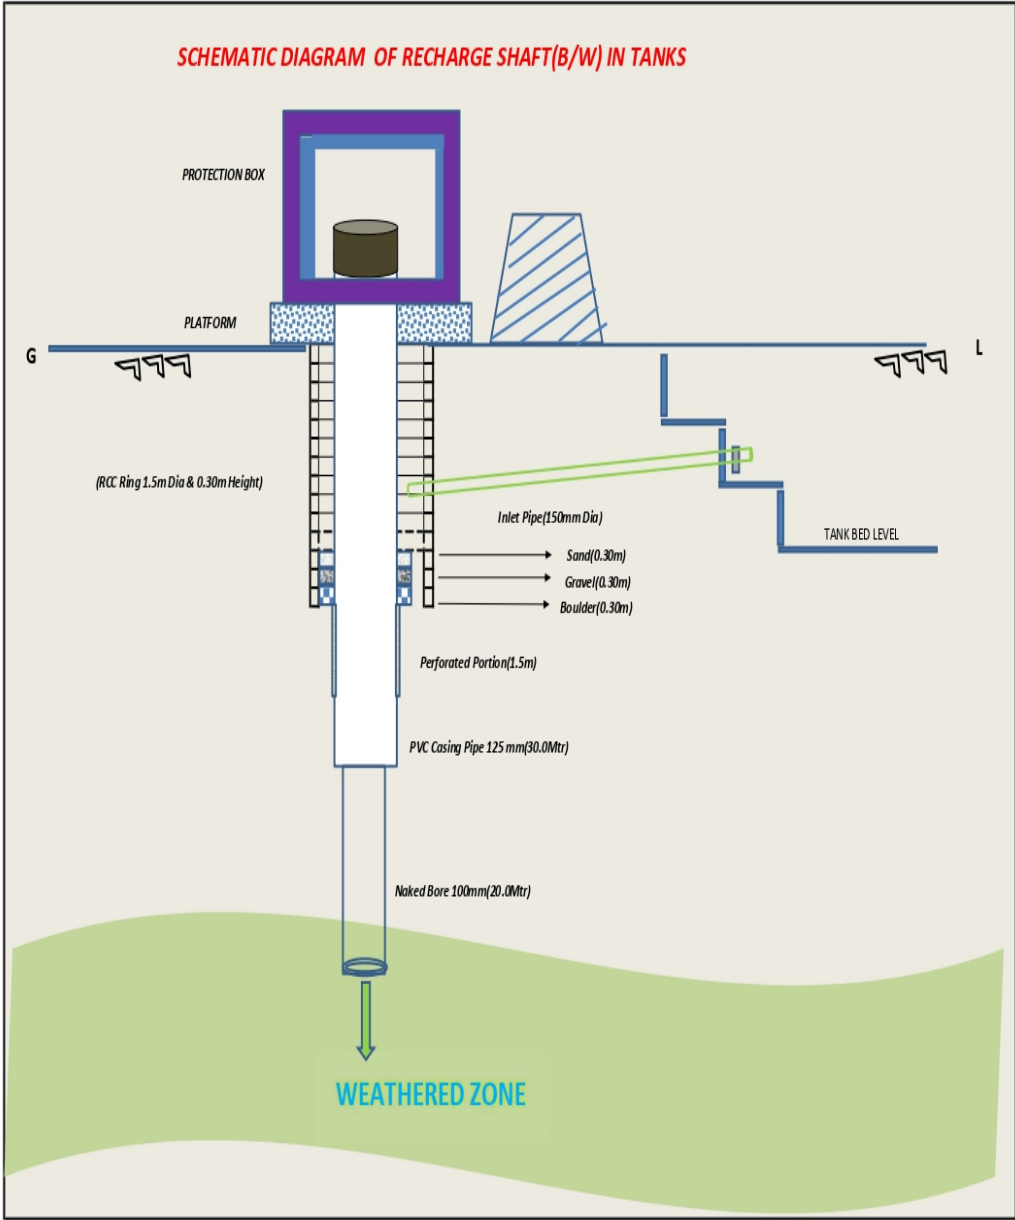 SCHEMATIC DIAGRAM OF RECHARGE SHAFT(B/W) IN TANKS
PROTECTION BOX
PLATFORM
G
L
(RCC Ring 1.5m Dia & 0.30m Height)
Inlet Pipe(150mm Dia)
TANK BED LEVEL
Sand(0.30m)
Gravel(0.30m)
Boulder(0.30m)
Perforated Portion(1.5m)
PVC Casing Pipe 125 mm(30.0Mtr)
Naked Bore 100mm(20.0Mtr)
WEATHERED ZONE